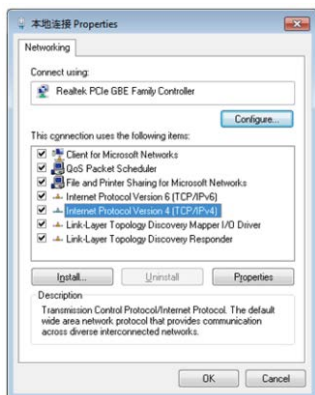 本地连接 Properties
Networking
Connect using:
Realtek PCIe GBE Family Controller
Configure...
This connection uses the following items:
Client for Microsoft Networks
QoS Packet Scheduler
File and Printer Sharing for Microsoft Networks
Internet Protocol Version 6 (TCP/IPv6)
Internet Protocol Version 4 (TCP/IPv4)
Link-Layer Topology Discovery Mapper I/O Driver
Link-Layer Topology Discovery Responder
Install...
Uninstall
Properties
Description
Transmission Control Protocol/Internet Protocol. The default
wide area network protocol that provides communication
across diverse interconnected networks.
OK
Cancel